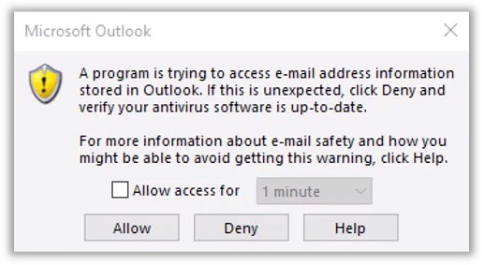 Microsoft Outlook
A program is trying to access e-mail address information
stored in Outlook. If this is unexpected, click Deny and
verify your antivirus software is up-to-date.
For more information about e-mail safety and how you
might be able to avoid getting this warning, click Help.
Allow access for 1 minute
Allow Deny Help